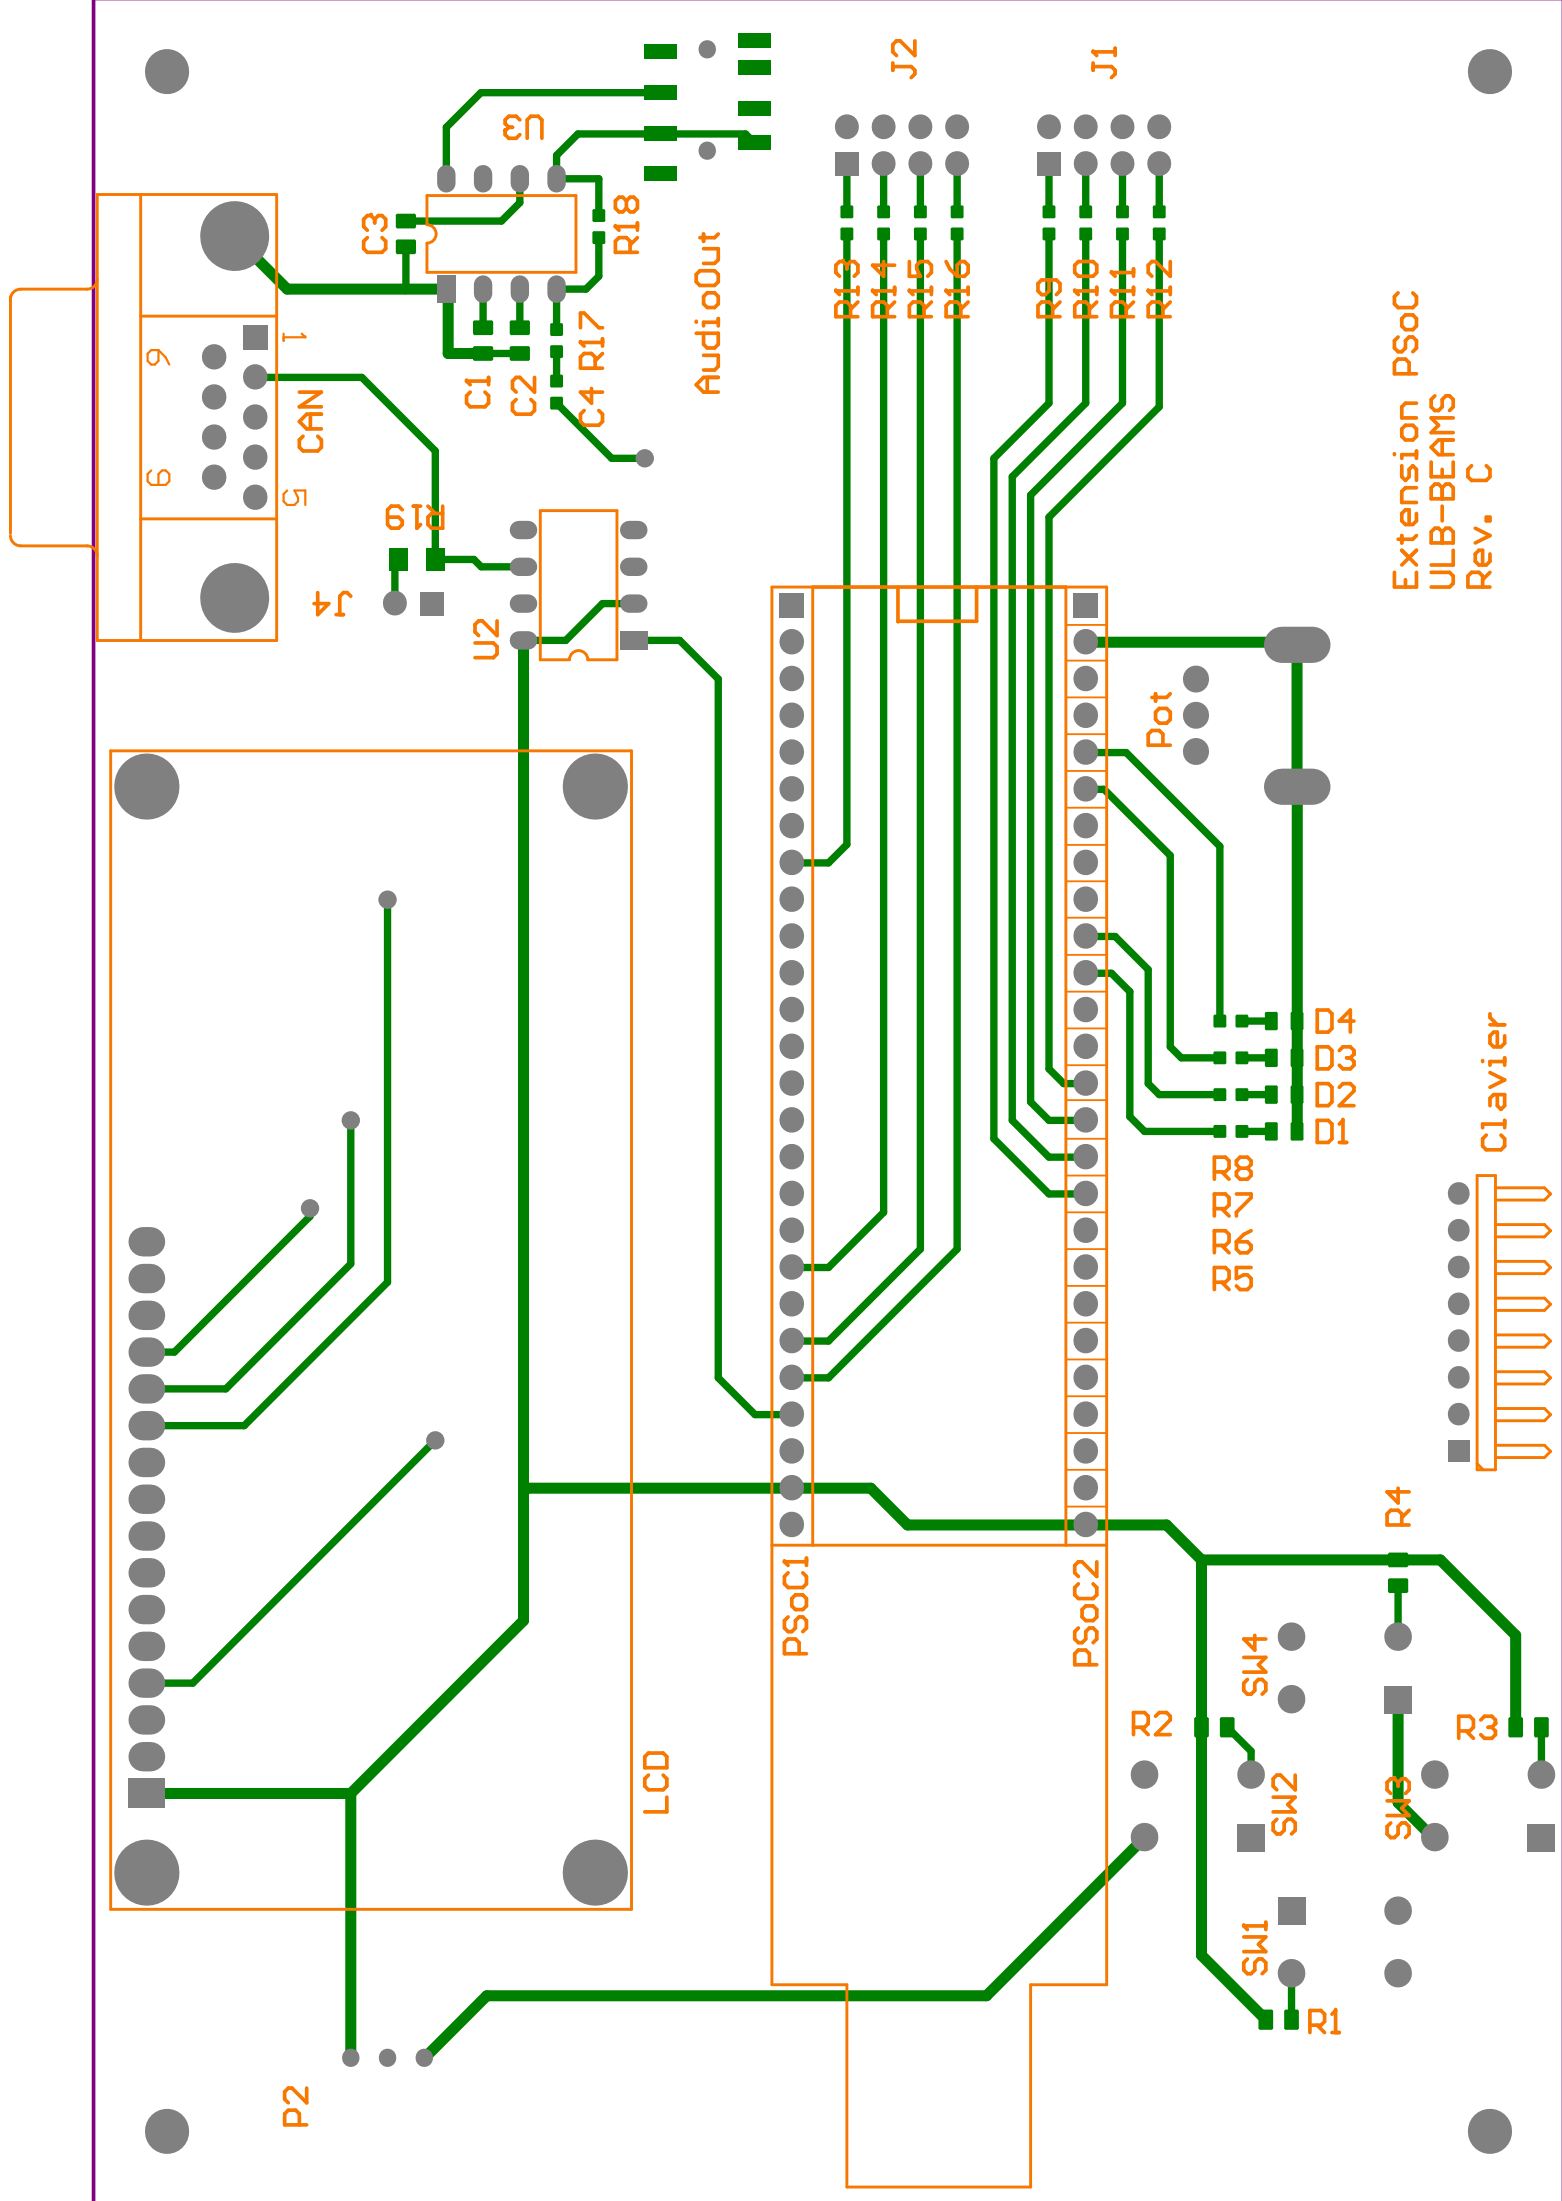 J2
J1
U3
C3
R18
AudioOut
R13
R14
R15
R16
R9
R10
R11
R12
1
6
R17
CAN
C1
C2
C4
Extension PSoC
ULB-BEAMS
Rev. C
9
5
R19
J4
U2
Pot
D4
D3
D2
D1
Clavier
R8
R7
R6
R5
R4
PSoC1
PSoC2
SW4
R2
R3
LCD
SW2
SW3
SW1
R1
P2